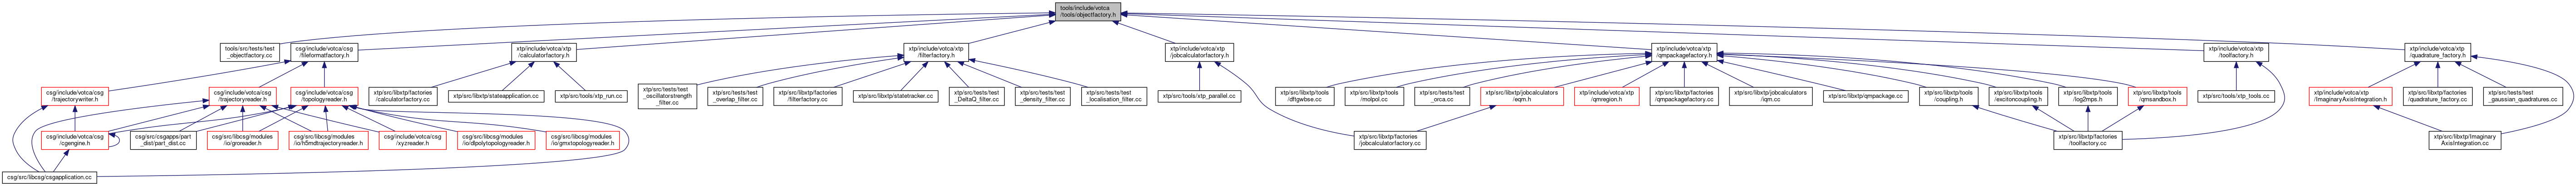 tools/include/votca
/tools/objectfactory.h
tools/src/tests/test
_objectfactory.cc
csg/include/votca/csg
/fileformatfactory.h
xtp/include/votca/xtp
/calculatorfactory.h
xtp/include/votca/xtp
/filterfactory.h
xtp/include/votca/xtp
/jobcalculatorfactory.h
xtp/include/votca/xtp
/qmpackagefactory.h
xtp/include/votca/xtp
/toolfactory.h
xtp/include/votca/xtp
/quadrature_factory.h
csg/include/votca/csg
/trajectorywriter.h
csg/include/votca/csg
/trajectoryreader.h
csg/include/votca/csg
/topologyreader.h
xtp/src/libxtp/factories
/calculatorfactory.cc
xtp/src/libxtp/stateapplication.cc
xtp/src/tools/xtp_run.cc
xtp/src/tests/test
_oscillatorstrength
_filter.cc
xtp/src/tests/test
_overlap_filter.cc
xtp/src/libxtp/factories
/filterfactory.cc
xtp/src/libxtp/statetracker.cc
xtp/src/tests/test
_DeltaQ_filter.cc
xtp/src/tests/test
_density_filter.cc
xtp/src/tests/test
_localisation_filter.cc
xtp/src/tools/xtp_parallel.cc
xtp/src/libxtp/tools
/dftgwbse.cc
xtp/src/libxtp/tools
/molpol.cc
xtp/src/tests/test
_orca.cc
xtp/src/libxtp/jobcalculators
/eqm.h
xtp/include/votca/xtp
/qmregion.h
xtp/src/libxtp/factories
/qmpackagefactory.cc
xtp/src/libxtp/jobcalculators
/iqm.cc
xtp/src/libxtp/qmpackage.cc
xtp/src/libxtp/tools
/coupling.h
xtp/src/libxtp/tools
/excitoncoupling.h
xtp/src/libxtp/tools
/log2mps.h
xtp/src/libxtp/tools
/qmsandbox.h
xtp/src/tools/xtp_tools.cc
xtp/include/votca/xtp
/ImaginaryAxisIntegration.h
xtp/src/libxtp/factories
/quadrature_factory.cc
xtp/src/tests/test
_gaussian_quadratures.cc
csg/include/votca/csg
/cgengine.h
csg/src/csgapps/part
_dist/part_dist.cc
csg/src/libcsg/modules
/io/groreader.h
csg/src/libcsg/modules
/io/h5mdtrajectoryreader.h
csg/include/votca/csg
/xyzreader.h
csg/src/libcsg/modules
/io/dlpolytopologyreader.h
csg/src/libcsg/modules
/io/gmxtopologyreader.h
xtp/src/libxtp/factories
/jobcalculatorfactory.cc
xtp/src/libxtp/factories
/toolfactory.cc
xtp/src/libxtp/Imaginary
AxisIntegration.cc
csg/src/libcsg/csgapplication.cc